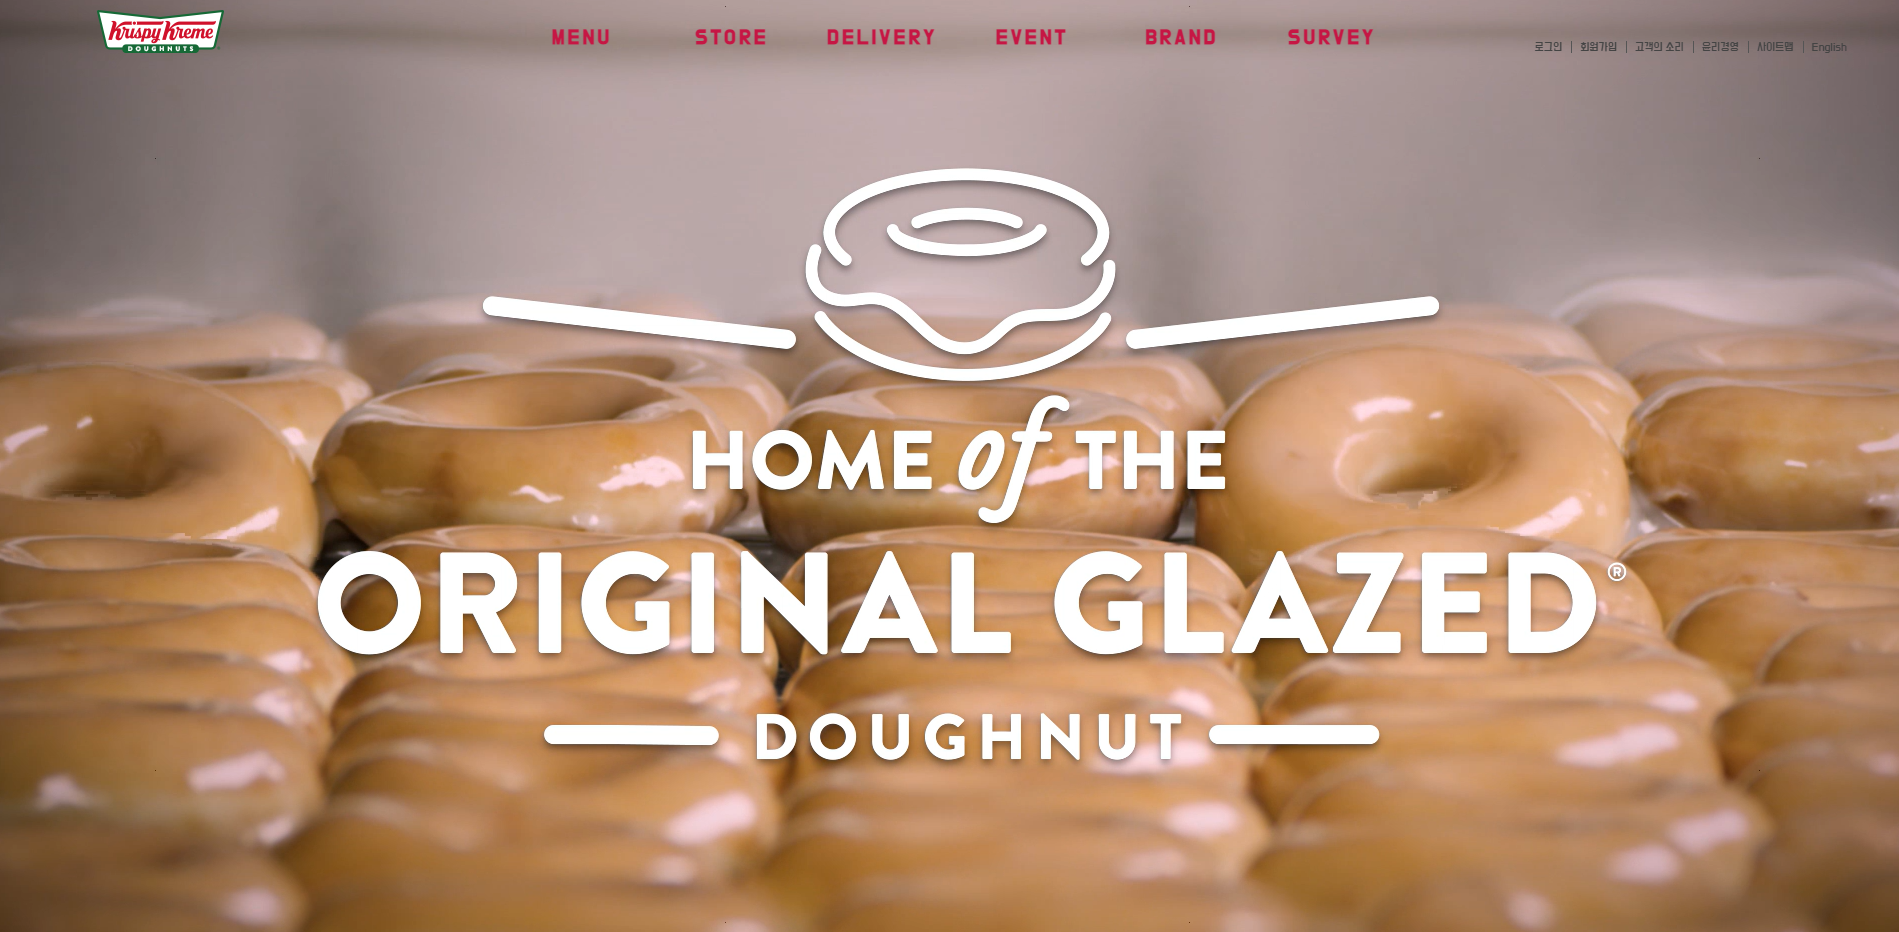 Krispy Kreme
DOUGHNUTS
MENU STORE DELIVERY EVENT BRAND SURVEY
로그인 | 회원가입 | 고객의 소리 | 윤리경영 | 사이트맵 | English
HOME of THE
ORIGINAL GLAZED®
DOUGHNUT